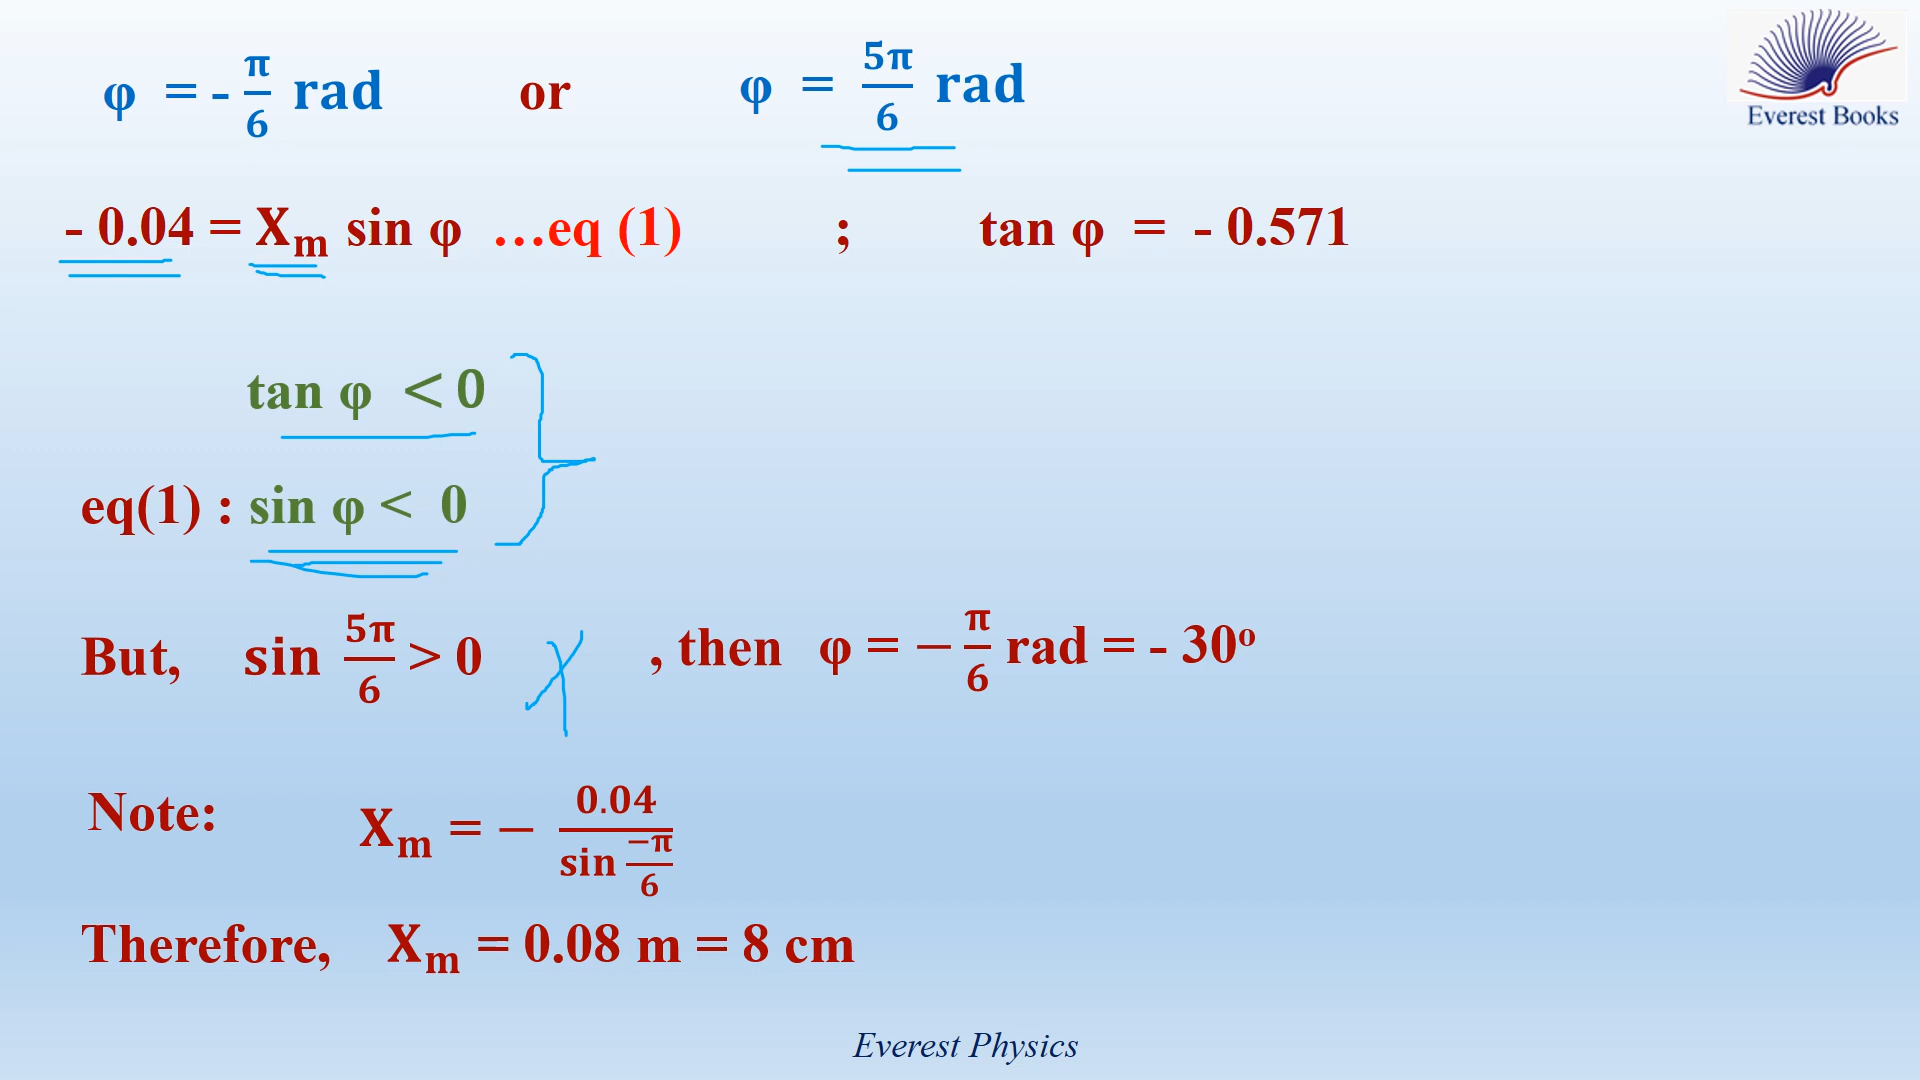 φ = - π/6 rad or φ = 5π/6 rad
Everest Books
- 0.04 = Xₘ sin φ …eq (1) ; tan φ = - 0.571
tan φ < 0
eq(1) : sin φ < 0
But, sin 5π/6 > 0 , then φ = − π/6 rad = - 30º
Note: Xₘ = − 0.04/sin −π/6
Therefore, Xₘ = 0.08 m = 8 cm
Everest Physics